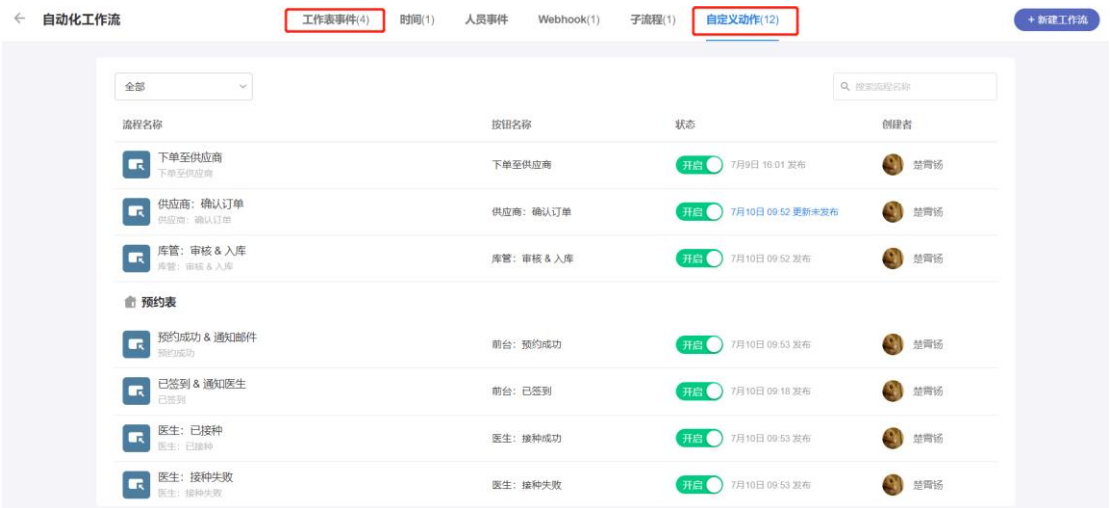 ← 自动化工作流 工作表事件(4) 时间(1) 人员事件 Webhook(1) 子流程(1) 自定义动作(12) + 新建工作流
全部 搜索流程名称
流程名称 按钮名称 状态 创建者
下单至供应商 下单至供应商 开启 7月9日 16:01 发布 楚霄钖
下单至供应商
供应商：确认订单 供应商：确认订单 开启 7月10日 09:52 更新未发布 楚霄钖
供应商：确认订单
库管：审核 & 入库 库管：审核 & 入库 开启 7月10日 09:52 发布 楚霄钖
库管：审核 & 入库
预约表
预约成功 & 通知邮件 前台：预约成功 开启 7月10日 09:53 发布 楚霄钖
预约成功
已签到 & 通知医生 前台：已签到 开启 7月10日 09:18 发布 楚霄钖
已签到
医生：已接种 医生：接种成功 开启 7月10日 09:53 发布 楚霄钖
医生：已接种
医生：接种失败 医生：接种失败 开启 7月10日 09:53 发布 楚霄钖
医生：接种失败